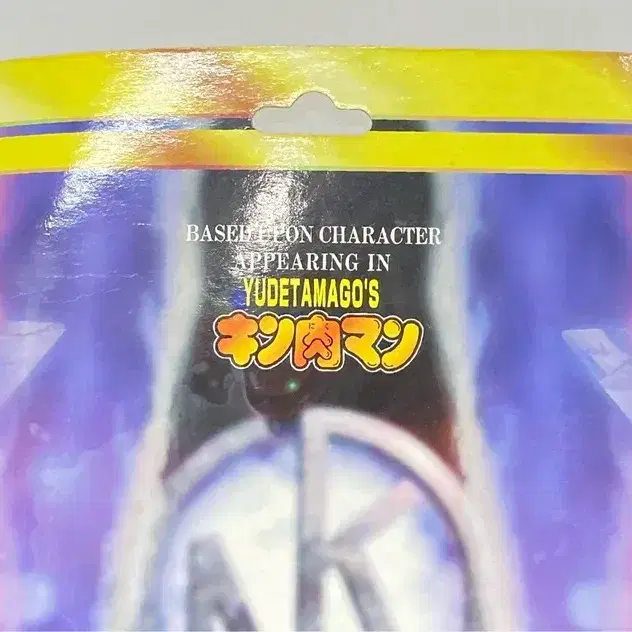 BASED UPON CHARACTER
APPEARING IN
YUDETAMAGO'S
キン肉マン